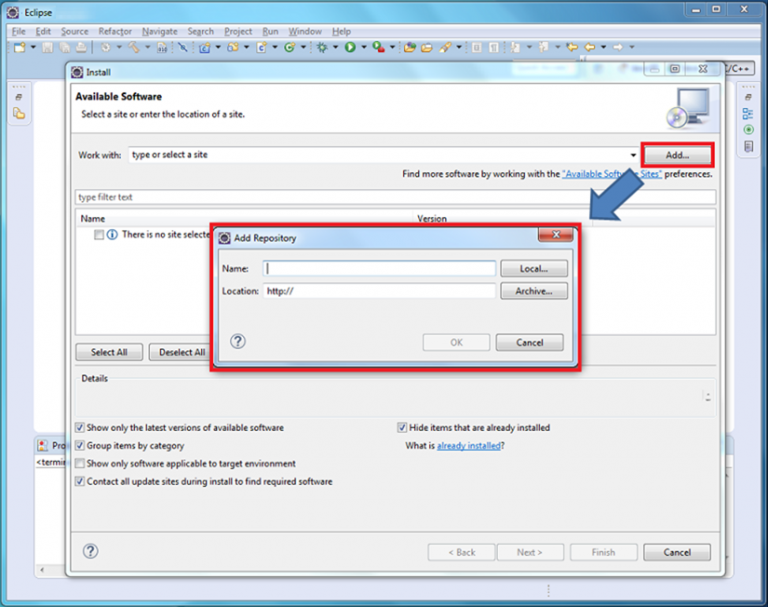 Eclipse
File Edit Source Refactor Navigate Search Project Run Window Help
C/C++
Install
Available Software
Select a site or enter the location of a site.
Work with: type or select a site Add...
Find more software by working with the "Available Software Sites" preferences.
type filter text
Name Version
There is no site selecte
Add Repository
Name: Local...
Location: http:// Archive...
OK Cancel
Select All Deselect All
Details
Show only the latest versions of available software Hide items that are already installed
Group items by category What is already installed?
Show only software applicable to target environment
Contact all update sites during install to find required software
Pro
<termi
< Back Next > Finish Cancel